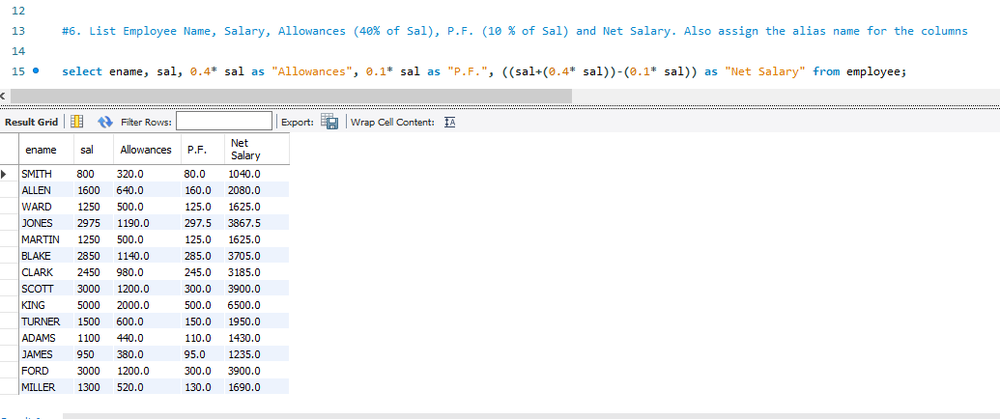 12
13 #6. List Employee Name, Salary, Allowances (40% of Sal), P.F. (10 % of Sal) and Net Salary. Also assign the alias name for the columns
14
15 select ename, sal, 0.4* sal as "Allowances", 0.1* sal as "P.F.", ((sal+(0.4* sal))-(0.1* sal)) as "Net Salary" from employee;
Result Grid Filter Rows: Export: Wrap Cell Content:
ename sal Allowances P.F. Net Salary
SMITH 800 320.0 80.0 1040.0
ALLEN 1600 640.0 160.0 2080.0
WARD 1250 500.0 125.0 1625.0
JONES 2975 1190.0 297.5 3867.5
MARTIN 1250 500.0 125.0 1625.0
BLAKE 2850 1140.0 285.0 3705.0
CLARK 2450 980.0 245.0 3185.0
SCOTT 3000 1200.0 300.0 3900.0
KING 5000 2000.0 500.0 6500.0
TURNER 1500 600.0 150.0 1950.0
ADAMS 1100 440.0 110.0 1430.0
JAMES 950 380.0 95.0 1235.0
FORD 3000 1200.0 300.0 3900.0
MILLER 1300 520.0 130.0 1690.0